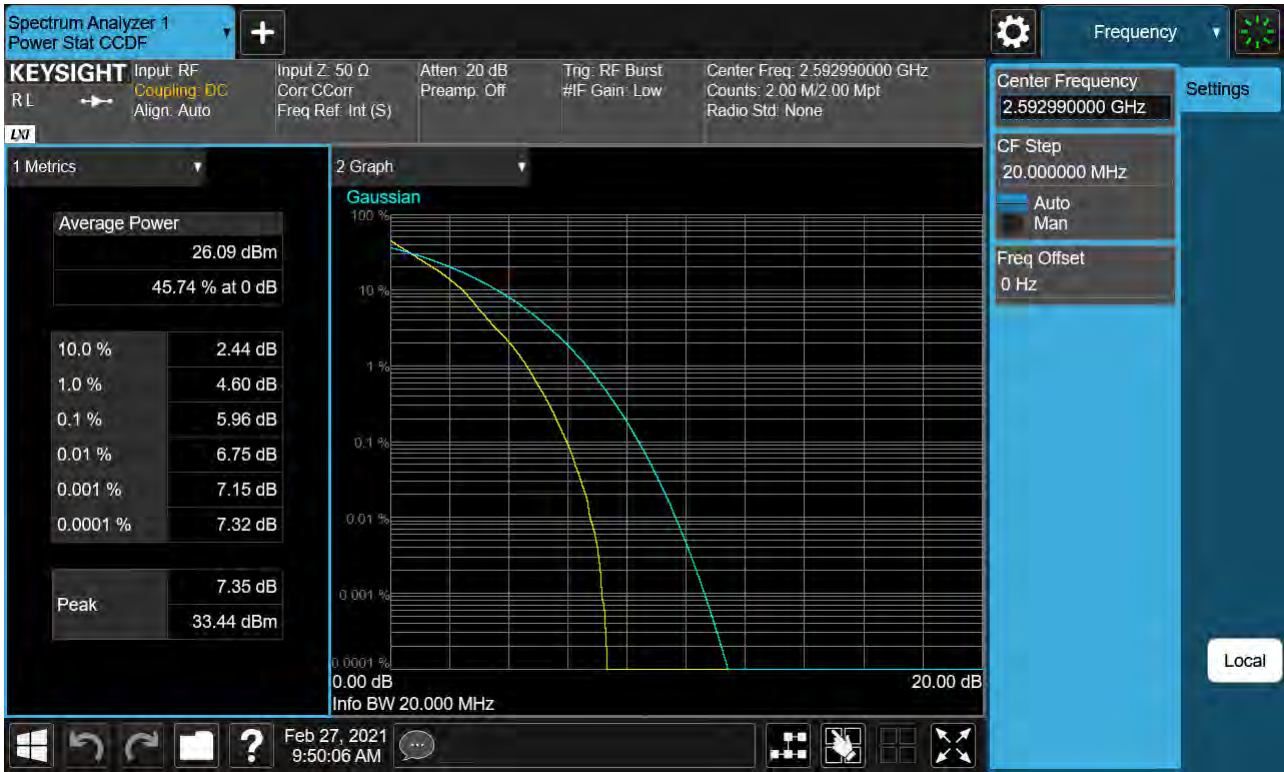 Spectrum Analyzer 1
Power Stat CCDF
+
Frequency
KEYSIGHT
RL
LXI
Input: RF
Coupling: DC
Align: Auto
Input Z: 50 Ω
Corr CCorr
Freq Ref: Int (S)
Atten: 20 dB
Preamp: Off
Trig: RF Burst
#IF Gain: Low
Center Freq: 2.592990000 GHz
Counts: 2.00 M/2.00 Mpt
Radio Std: None
1 Metrics
Average Power
26.09 dBm
45.74 % at 0 dB
10.0 % 2.44 dB
1.0 % 4.60 dB
0.1 % 5.96 dB
0.01 % 6.75 dB
0.001 % 7.15 dB
0.0001 % 7.32 dB
Peak
7.35 dB
33.44 dBm
2 Graph
Gaussian
100 %
10 %
1 %
0.1 %
0.01 %
0.001 %
0.0001 %
0.00 dB 20.00 dB
Info BW 20.000 MHz
Center Frequency
2.592990000 GHz
CF Step
20.000000 MHz
Auto
Man
Freq Offset
0 Hz
Settings
Local
?
Feb 27, 2021
9:50:06 AM